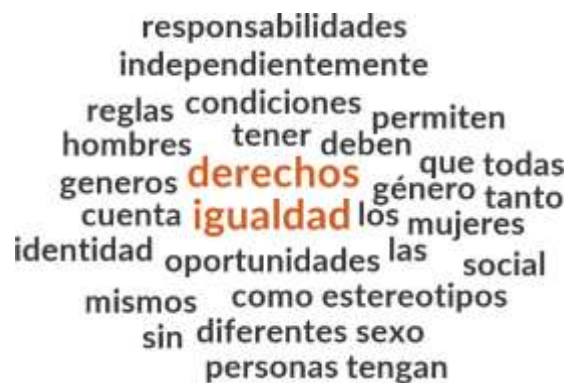 responsabilidades
independientemente
reglas condiciones permiten
hombres tener deben
generos derechos género que todas
cuenta igualdad los mujeres tanto
identidad oportunidades las social
mismos como estereotipos
sin diferentes sexo
personas tengan